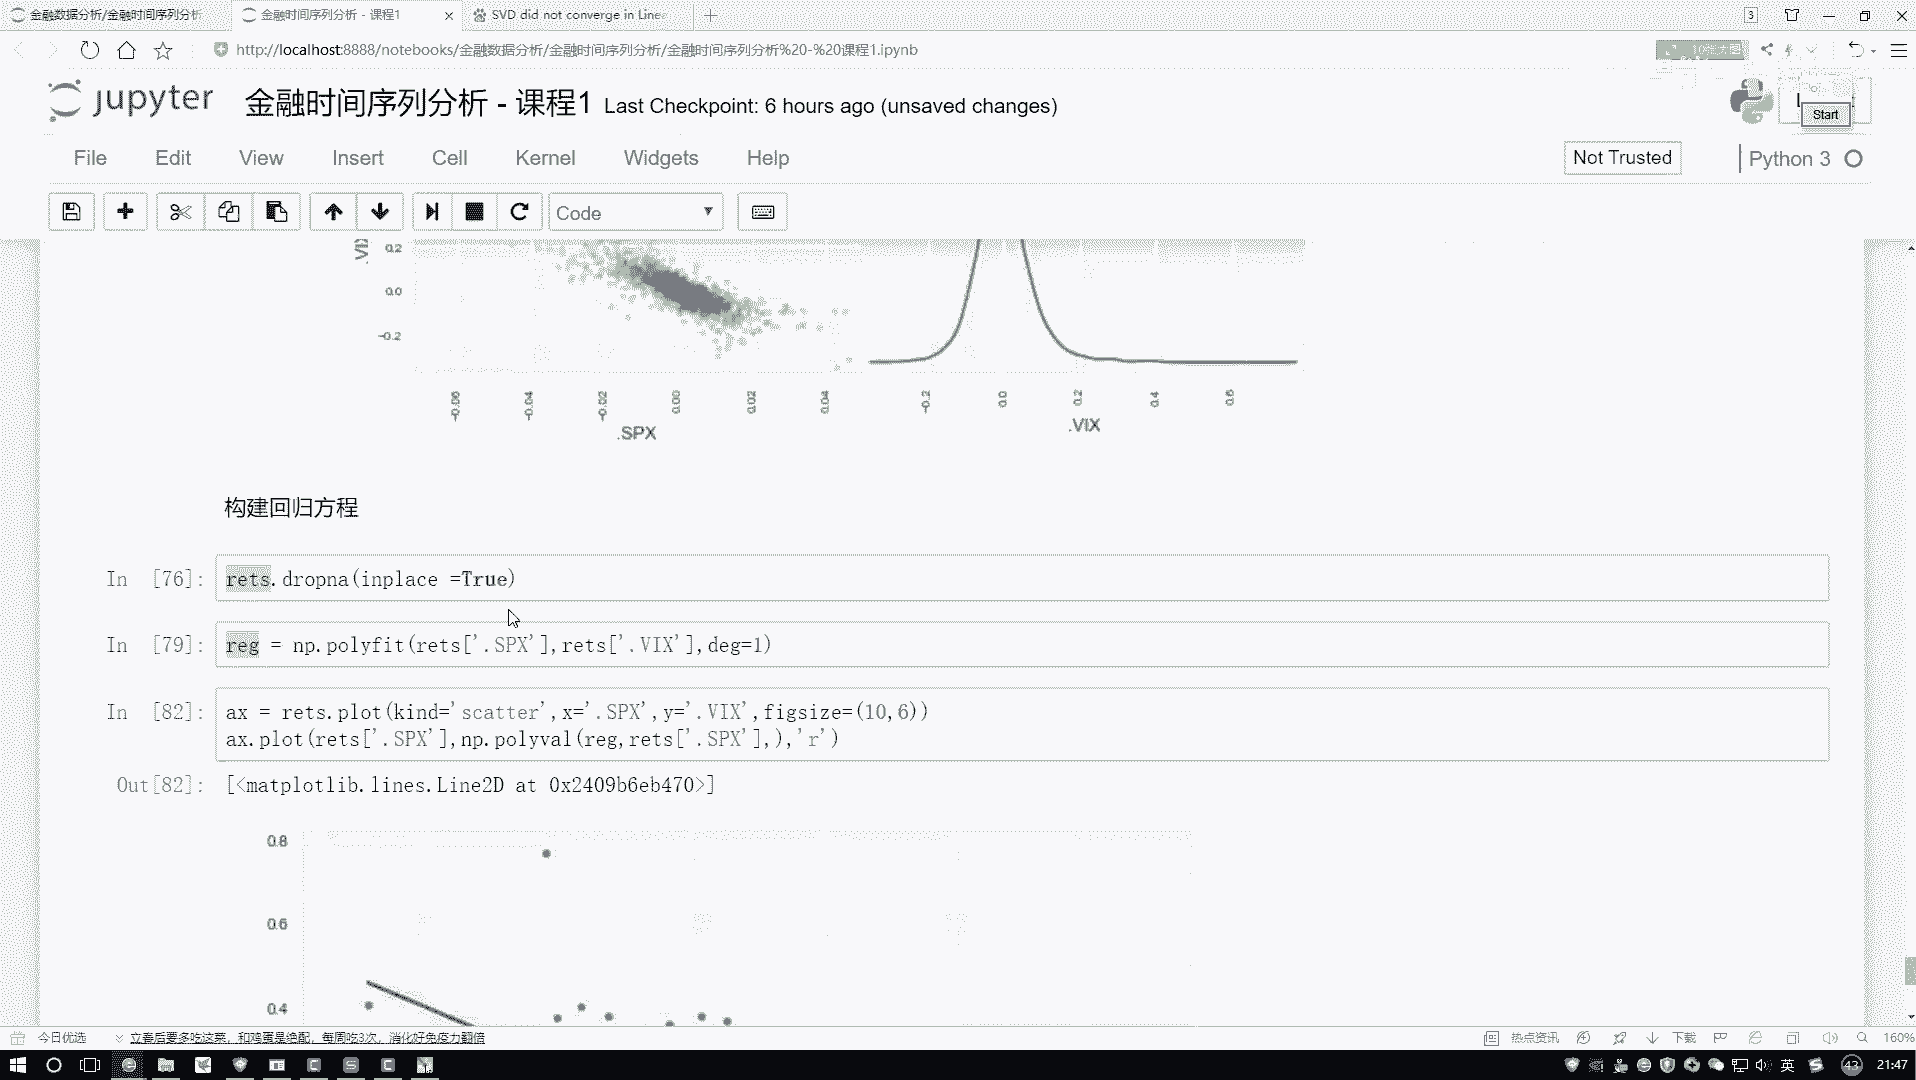 金融数据分析/金融时间序列分析
金融时间序列分析 - 课程1
SVD did not converge in Linea
3
http://localhost:8888/notebooks/金融数据分析/金融时间序列分析/金融时间序列分析%20-%20课程1.ipynb
jupyter
金融时间序列分析 - 课程1 Last Checkpoint: 6 hours ago (unsaved changes)
Start
File Edit View Insert Cell Kernel Widgets Help
Not Trusted
Python 3
Code
0.2
0.0
-0.2
-0.06 -0.04 -0.02 0.00 0.02 0.04
.SPX
-0.2 0.0 0.2 0.4 0.6
.VIX
构建回归方程
In [76]: rets.dropna(inplace =True)
In [79]: reg = np.polyfit(rets['.SPX'],rets['.VIX'],deg=1)
In [82]: ax = rets.plot(kind='scatter',x='.SPX',y='.VIX',figsize=(10,6))
ax.plot(rets['.SPX'],np.polyval(reg,rets['.SPX'],),'r')
Out[82]: [<matplotlib.lines.Line2D at 0x2409b6eb470>]
0.8
0.6
0.4
今日优选
立春后要多吃这菜，和鸡蛋是绝配，每周吃3次，消化好免疫力翻倍
热点资讯
下载
160%
英
43
21:47